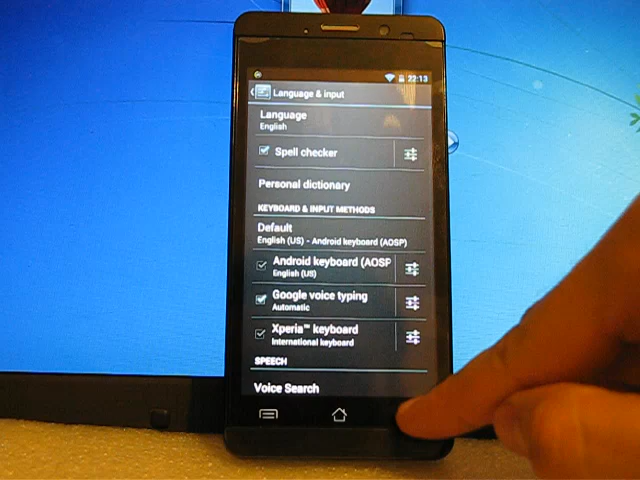 22:13
Language & input
Language
English
Spell checker
Personal dictionary
KEYBOARD & INPUT METHODS
Default
English (US) - Android keyboard (AOSP)
Android keyboard (AOSP
English (US)
Google voice typing
Automatic
Xperia™ keyboard
International keyboard
SPEECH
Voice Search